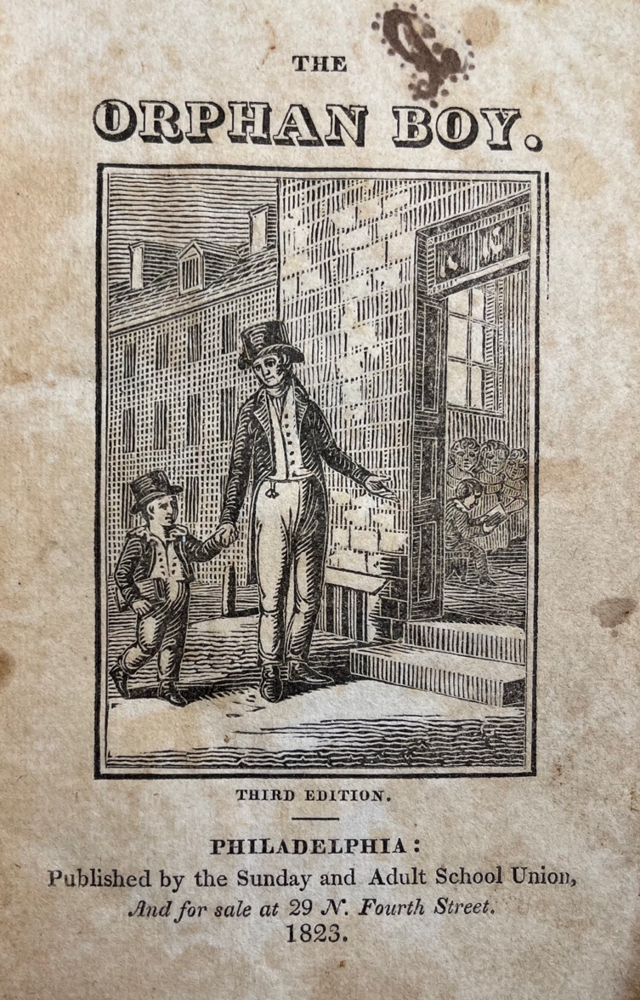 THE
ORPHAN BOY.
THIRD EDITION.
PHILADELPHIA:
Published by the Sunday and Adult School Union,
And for sale at 29 N. Fourth Street.
1823.